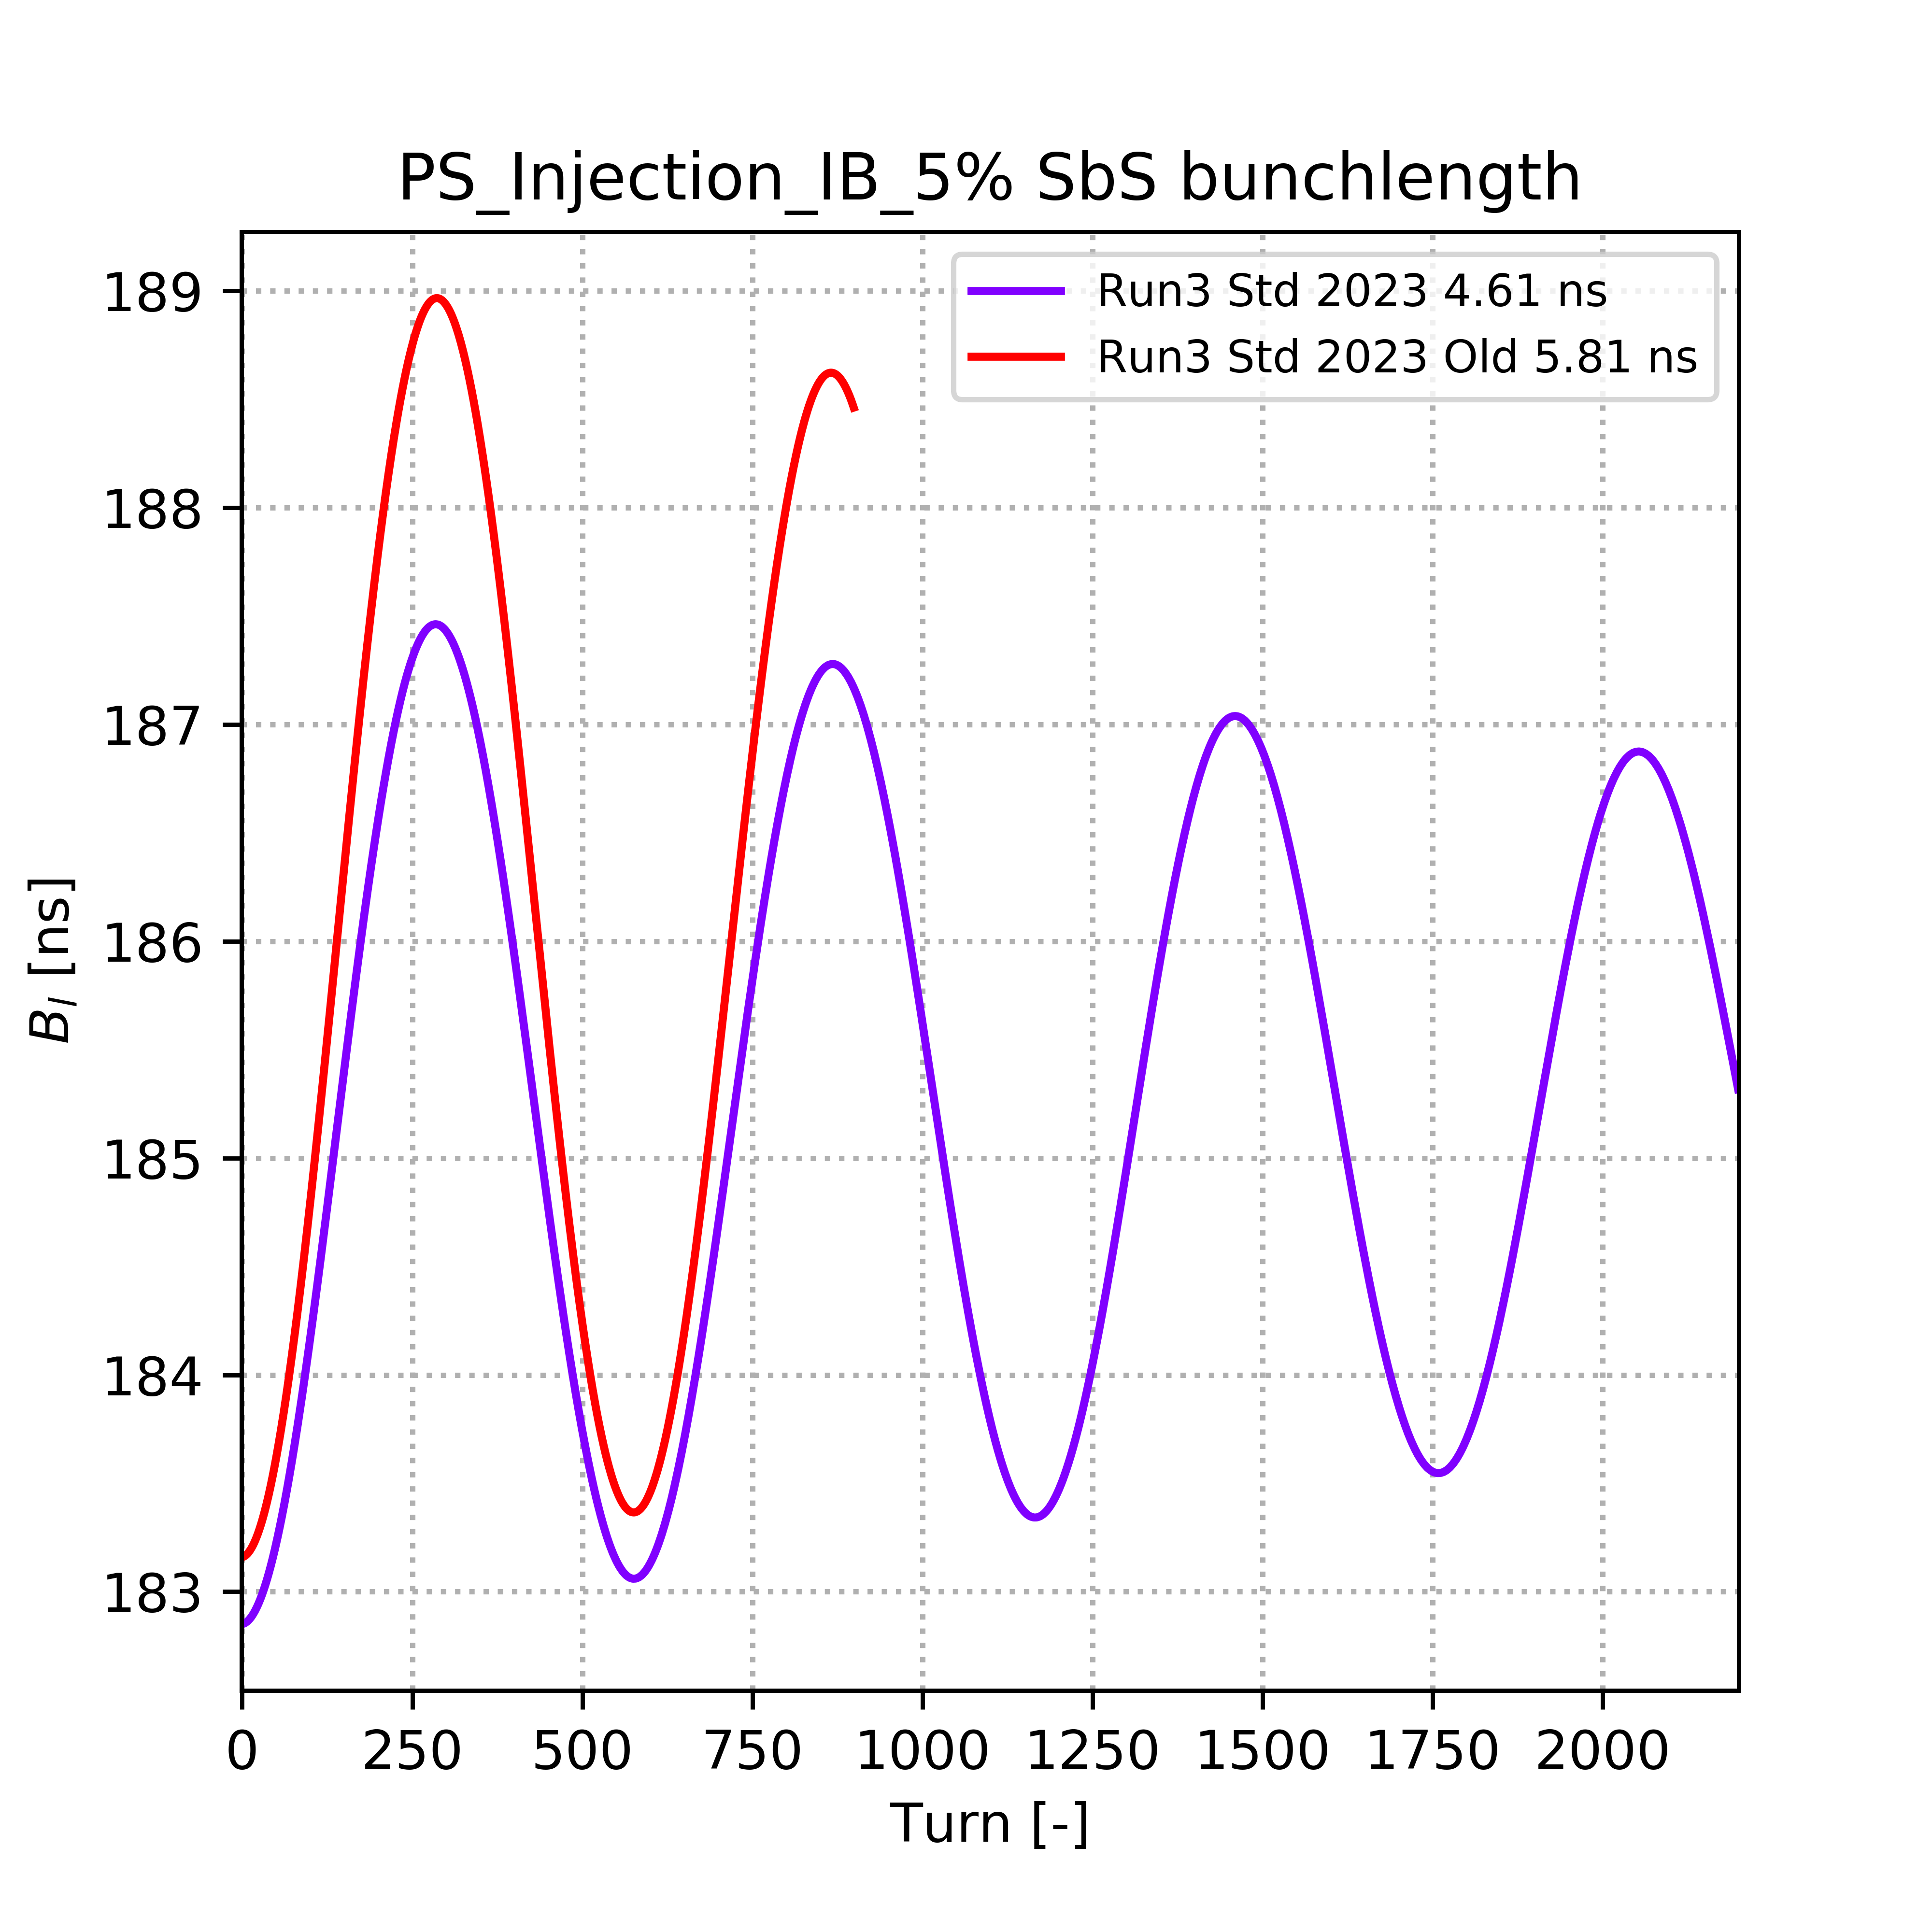 PS_Injection_IB_5% SbS bunchlength
Run3 Std 2023 4.61 ns
Run3 Std 2023 Old 5.81 ns
189
188
187
186
185
184
183
B_l [ns]
0 250 500 750 1000 1250 1500 1750 2000
Turn [-]